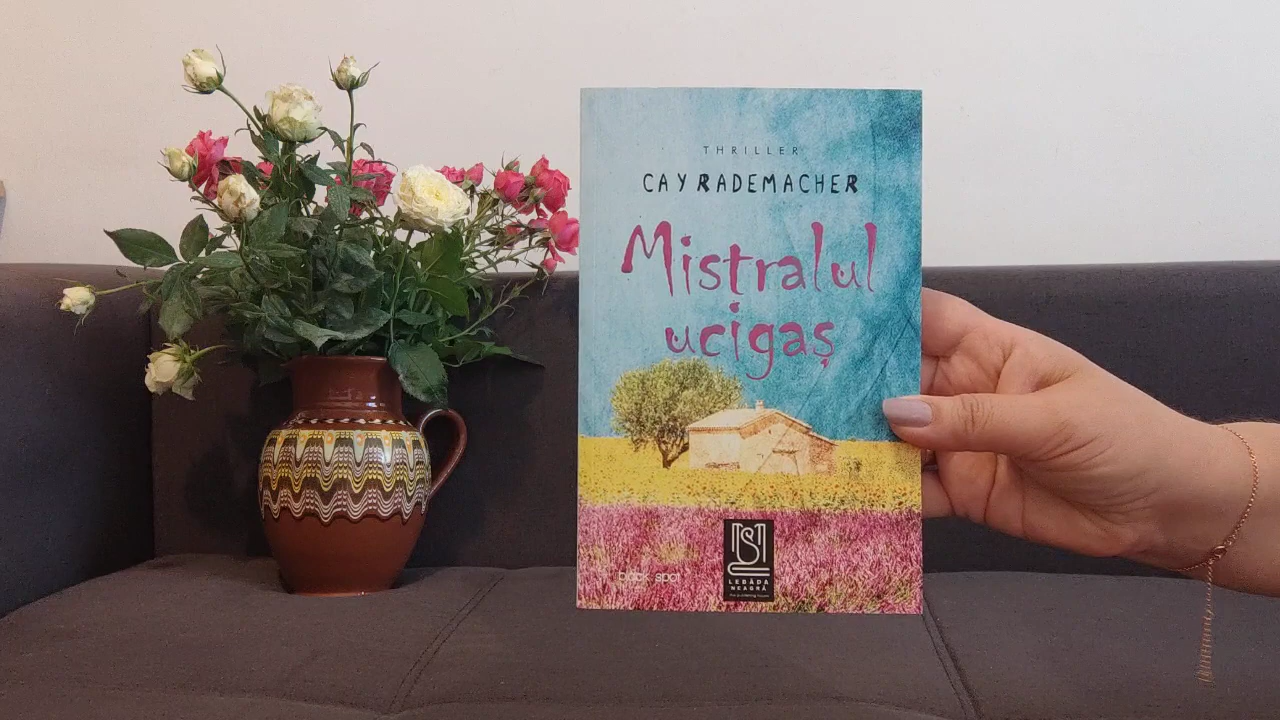 THRILLER
CAY RADEMACHER
Mistralul
ucigaș
black spot
LEBĂDA
NEAGRĂ